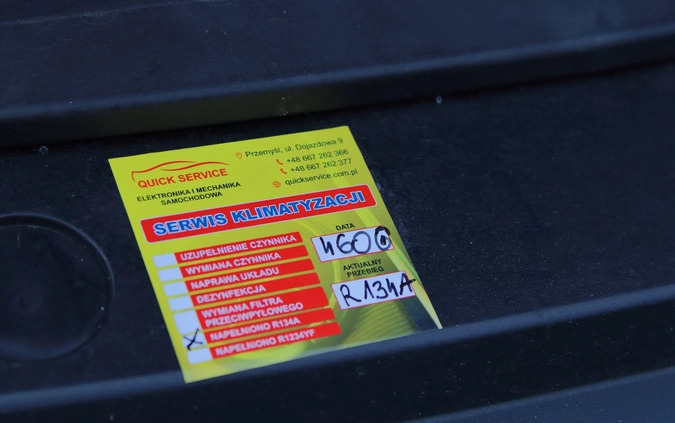 QUICK SERVICE
ELEKTRONIKA I MECHANIKA
SAMOCHODOWA
Przemyśl, ul. Dojazdowa 9
+48 667 262 366
+48 667 262 377
quickservice.com.pl
SERWIS KLIMATYZACJI
UZUPEŁNIENIE CZYNNIKA
WYMIANA CZYNNIKA
NAPRAWA UKŁADU
DEZYNFEKCJA
WYMIANA FILTRA
PRZECIWPYŁOWEGO
X NAPEŁNIONO R134A
NAPEŁNIONO R1234YF
DATA
AKTUALNY
PRZEBIEG
R134A